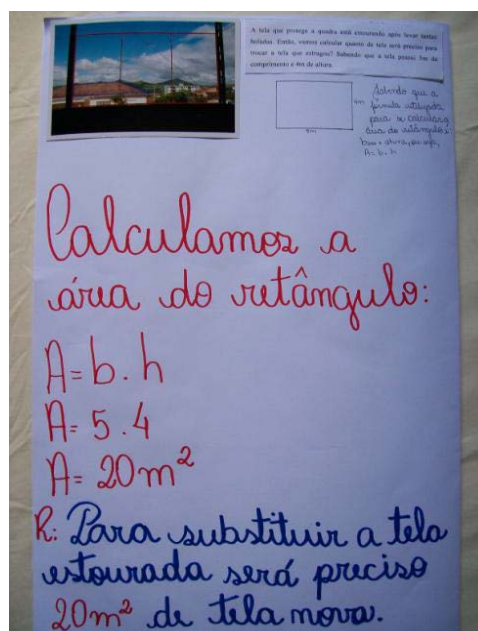 A tela que protege a quadra está estourando após levar tantas
boladas. Então, vamos calcular quanto de tela será preciso para
trocar a tela que estragou? Sabendo que a tela possui 5m de
comprimento e 4m de altura.
4m
5m
Sabendo que a
fórmula utilizada
para se calcular a
área do retângulo é
base x altura, ou seja,
A= b. h
Calculamos a
área do retângulo:
A= b. h
A= 5 . 4
A= 20m²
R: Para substituir a tela
estourada será preciso
20m² de tela nova.